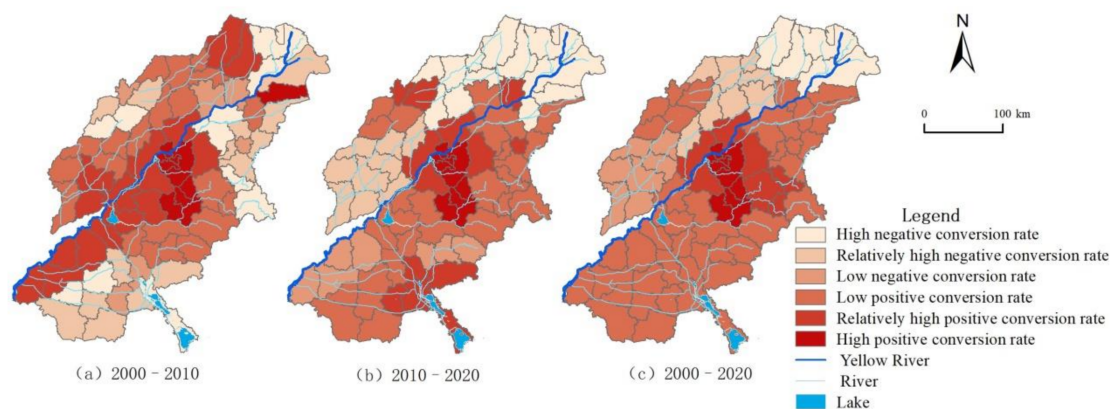 N
0 100 km
Legend
High negative conversion rate
Relatively high negative conversion rate
Low negative conversion rate
Low positive conversion rate
Relatively high positive conversion rate
High positive conversion rate
Yellow River
River
Lake
(a) 2000-2010
(b) 2010-2020
(c) 2000-2020